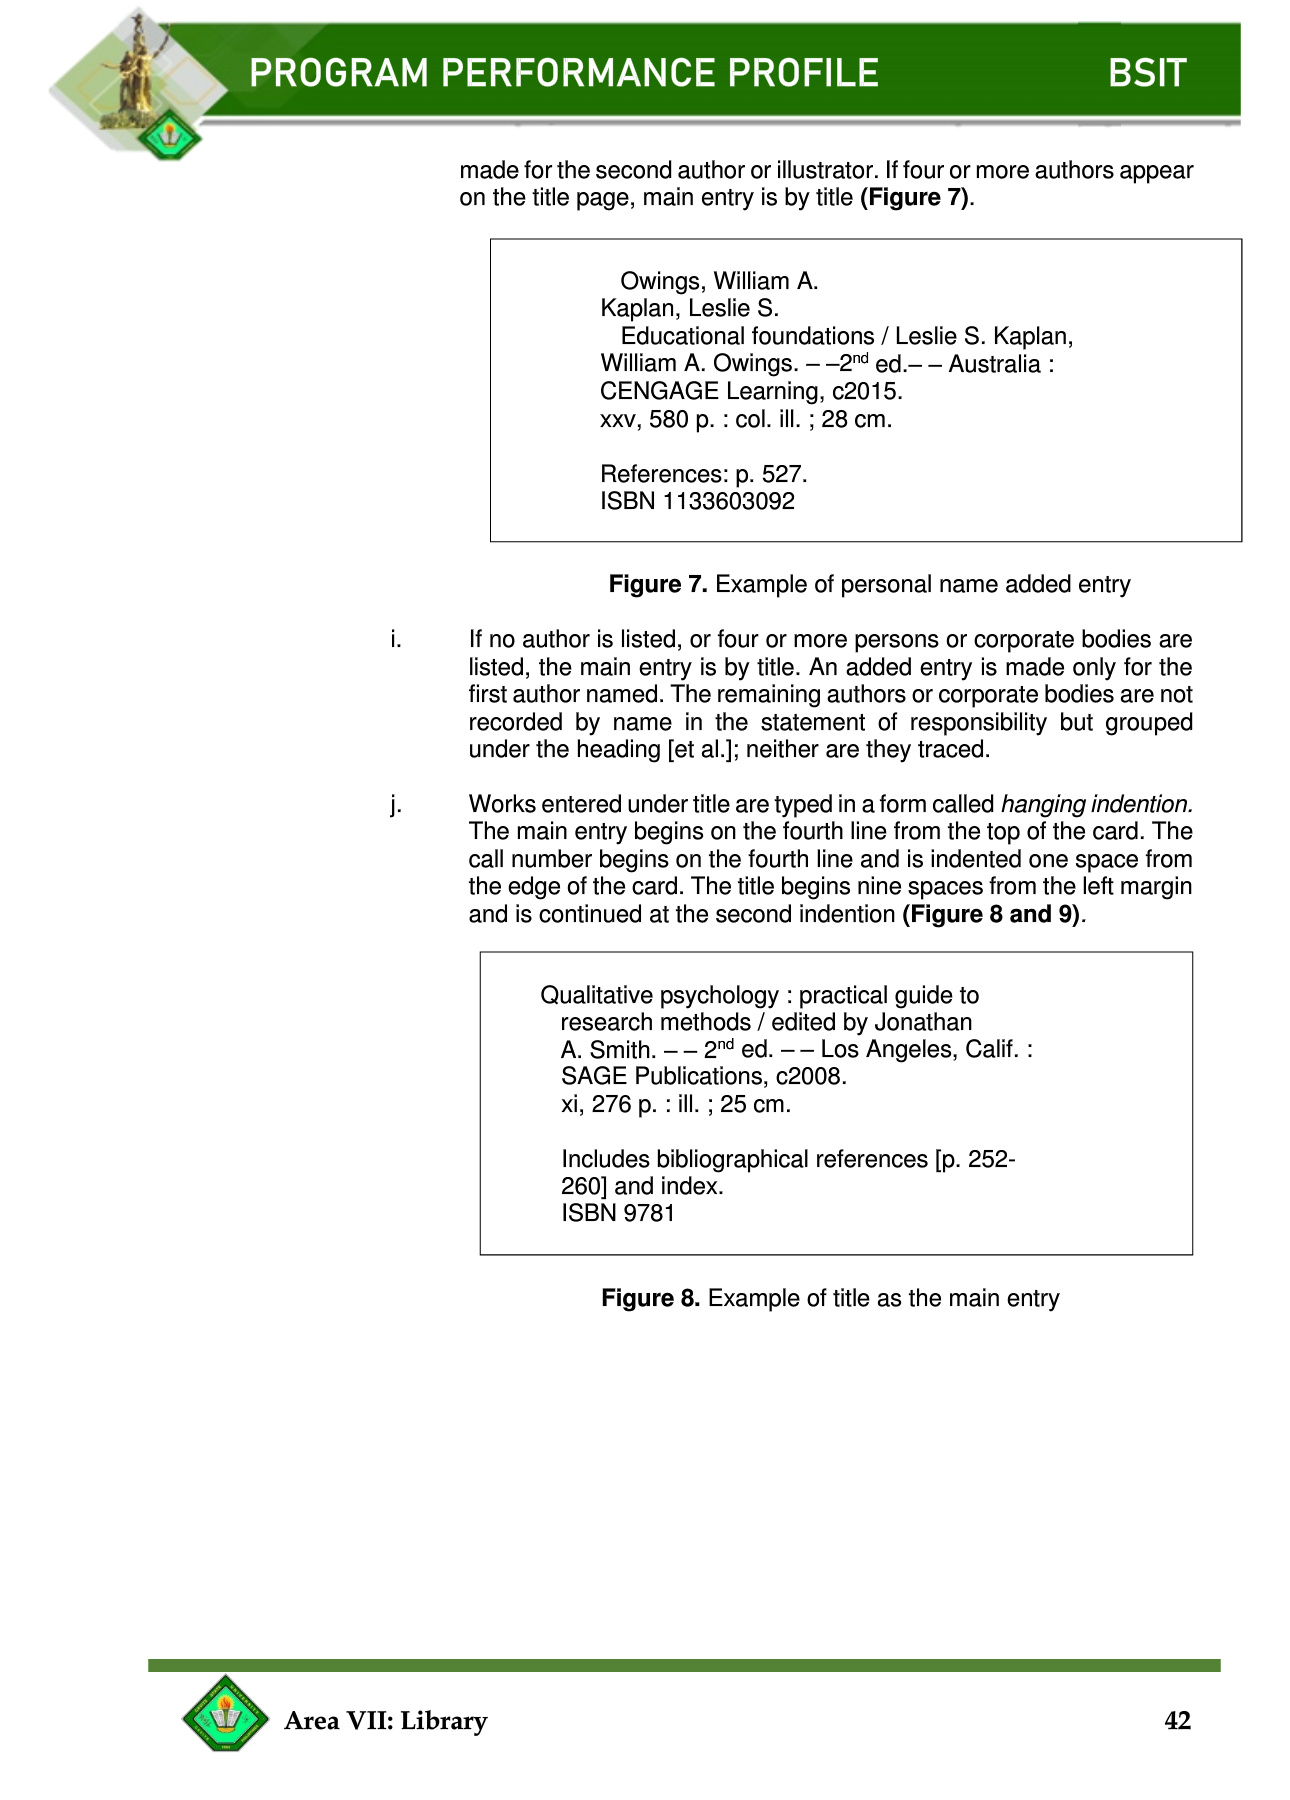 PROGRAM PERFORMANCE PROFILE BSIT
made for the second author or illustrator. If four or more authors appear
on the title page, main entry is by title (Figure 7).
Owings, William A.
Kaplan, Leslie S.
Educational foundations / Leslie S. Kaplan,
William A. Owings. – –2nd ed.– – Australia :
CENGAGE Learning, c2015.
xxv, 580 p. : col. ill. ; 28 cm.
References: p. 527.
ISBN 1133603092
Figure 7. Example of personal name added entry
i. If no author is listed, or four or more persons or corporate bodies are
listed, the main entry is by title. An added entry is made only for the
first author named. The remaining authors or corporate bodies are not
recorded by name in the statement of responsibility but grouped
under the heading [et al.]; neither are they traced.
j. Works entered under title are typed in a form called hanging indention.
The main entry begins on the fourth line from the top of the card. The
call number begins on the fourth line and is indented one space from
the edge of the card. The title begins nine spaces from the left margin
and is continued at the second indention (Figure 8 and 9).
Qualitative psychology : practical guide to
research methods / edited by Jonathan
A. Smith. – – 2nd ed. – – Los Angeles, Calif. :
SAGE Publications, c2008.
xi, 276 p. : ill. ; 25 cm.
Includes bibliographical references [p. 252-
260] and index.
ISBN 9781
Figure 8. Example of title as the main entry
Area VII: Library 42